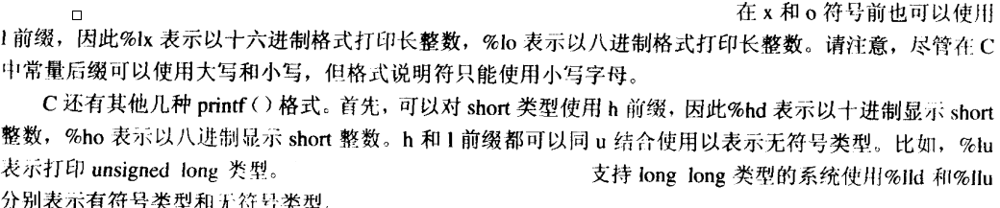 在 x 和 o 符号前也可以使用
l 前缀，因此%lx 表示以十六进制格式打印长整数，%lo 表示以八进制格式打印长整数。请注意，尽管在 C
中常量后缀可以使用大写和小写，但格式说明符只能使用小写字母。
C 还有其他几种 printf（）格式。首先，可以对 short 类型使用 h 前缀，因此%hd 表示以十进制显示 short
整数，%ho 表示以八进制显示 short 整数。h 和 l 前缀都可以同 u 结合使用以表示无符号类型。比如，%lu
表示打印 unsigned long 类型。 支持 long long 类型的系统使用%lld 和%llu
分别表示有符号类型和无符号类型.